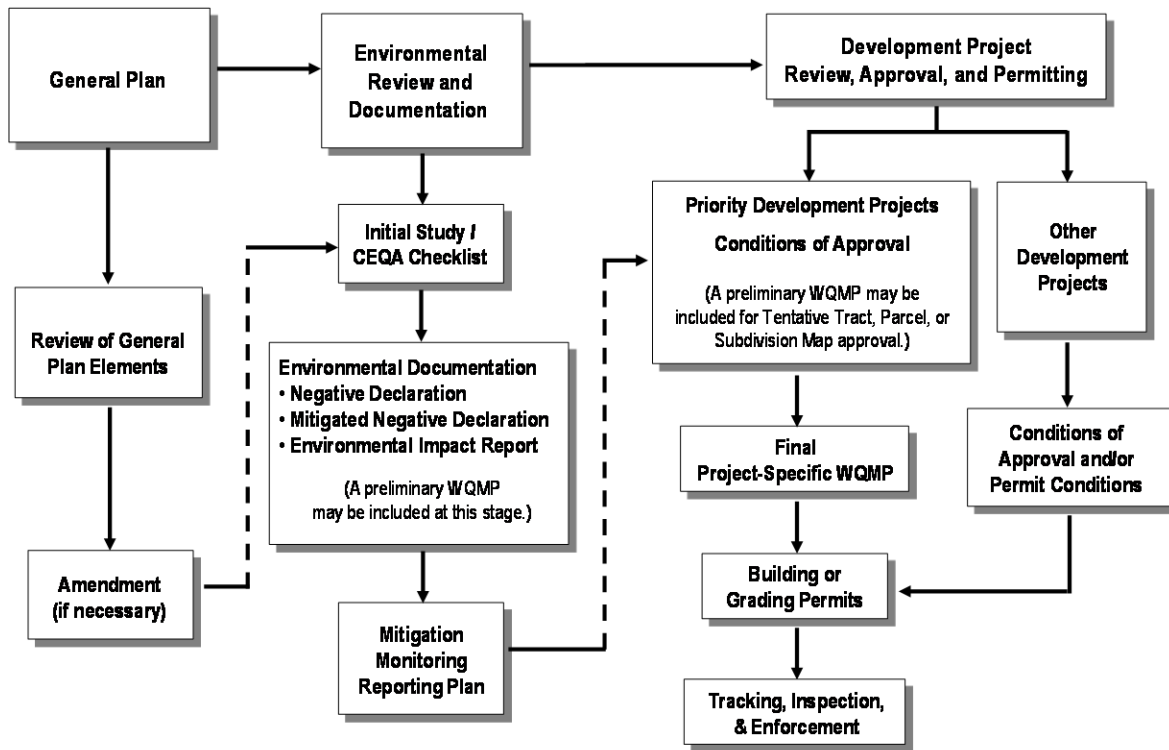 General Plan
Environmental
Review and
Documentation
Development Project
Review, Approval, and Permitting
Initial Study /
CEQA Checklist
Priority Development Projects
Conditions of Approval
(A preliminary WQMP may be
included for Tentative Tract, Parcel, or
Subdivision Map approval.)
Other
Development
Projects
Review of General
Plan Elements
Environmental Documentation
• Negative Declaration
• Mitigated Negative Declaration
• Environmental Impact Report
(A preliminary WQMP
may be included at this stage.)
Final
Project-Specific WQMP
Conditions of
Approval and/or
Permit Conditions
Amendment
(if necessary)
Building or
Grading Permits
Mitigation
Monitoring
Reporting Plan
Tracking, Inspection,
& Enforcement